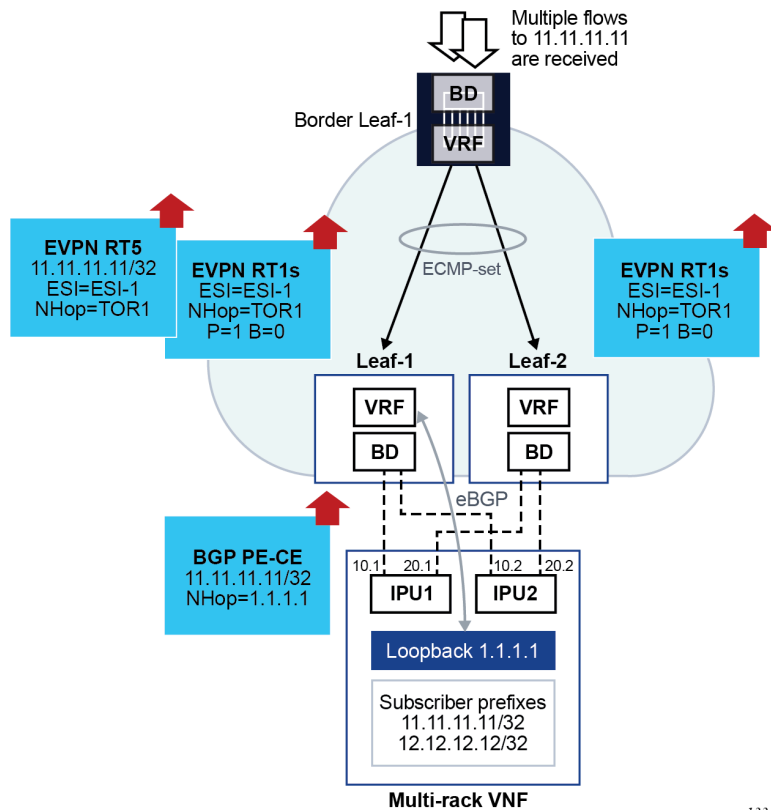 Multiple flows
to 11.11.11.11
are received
BD
Border Leaf-1
VRF
ECMP-set
EVPN RT5
11.11.11.11/32
ESI=ESI-1
NHop=TOR1
EVPN RT1s
ESI=ESI-1
NHop=TOR1
P=1 B=0
EVPN RT1s
ESI=ESI-1
NHop=TOR1
P=1 B=0
Leaf-1
Leaf-2
VRF
BD
VRF
BD
eBGP
BGP PE-CE
11.11.11.11/32
NHop=1.1.1.1
10.1
20.1
10.2
20.2
IPU1
IPU2
Loopback 1.1.1.1
Subscriber prefixes
11.11.11.11/32
12.12.12.12/32
Multi-rack VNF